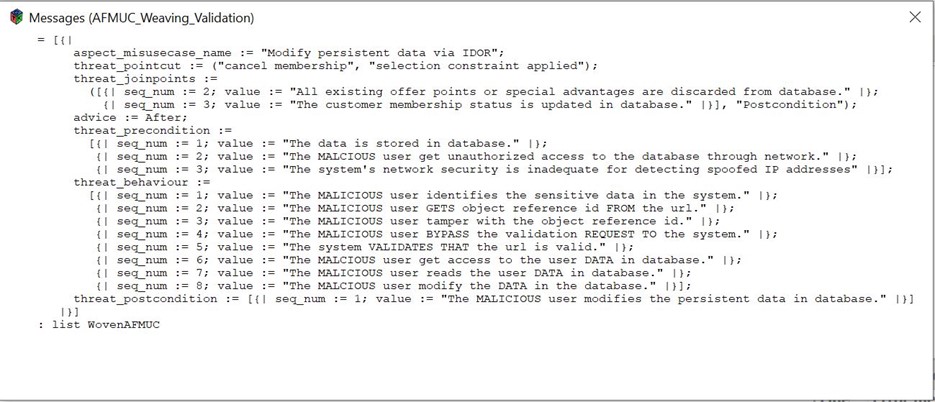 Messages (AFMUC_Weaving_Validation)
= [{|
aspect_misusecase_name := "Modify persistent data via IDOR";
threat_pointcut := ("cancel membership", "selection constraint applied");
threat_joinpoints :=
([{| seq_num := 2; value := "All existing offer points or special advantages are discarded from database." |};
{| seq_num := 3; value := "The customer membership status is updated in database." |}], "Postcondition");
advice := After;
threat_precondition :=
[{| seq_num := 1; value := "The data is stored in database." |};
{| seq_num := 2; value := "The MALCIOUS user get unauthorized access to the database through network." |};
{| seq_num := 3; value := "The system's network security is inadequate for detecting spoofed IP addresses" |}];
threat_behaviour :=
[{| seq_num := 1; value := "The MALICIOUS user identifies the sensitive data in the system." |};
{| seq_num := 2; value := "The MALICIOUS user GETS object reference id FROM the url." |};
{| seq_num := 3; value := "The MALICIOUS user tamper with the object reference id." |};
{| seq_num := 4; value := "The MALICIOUS user BYPASS the validation REQUEST TO the system." |};
{| seq_num := 5; value := "The system VALIDATES THAT the url is valid." |};
{| seq_num := 6; value := "The MALCIOUS user get access to the user DATA in database." |};
{| seq_num := 7; value := "The MALICIOUS user reads the user DATA in database." |};
{| seq_num := 8; value := "The MALCIOUS user modify the DATA in the database." |}];
threat_postcondition := [{| seq_num := 1; value := "The MALICIOUS user modifies the persistent data in database." |}]
|}]
: list WovenAFMUC